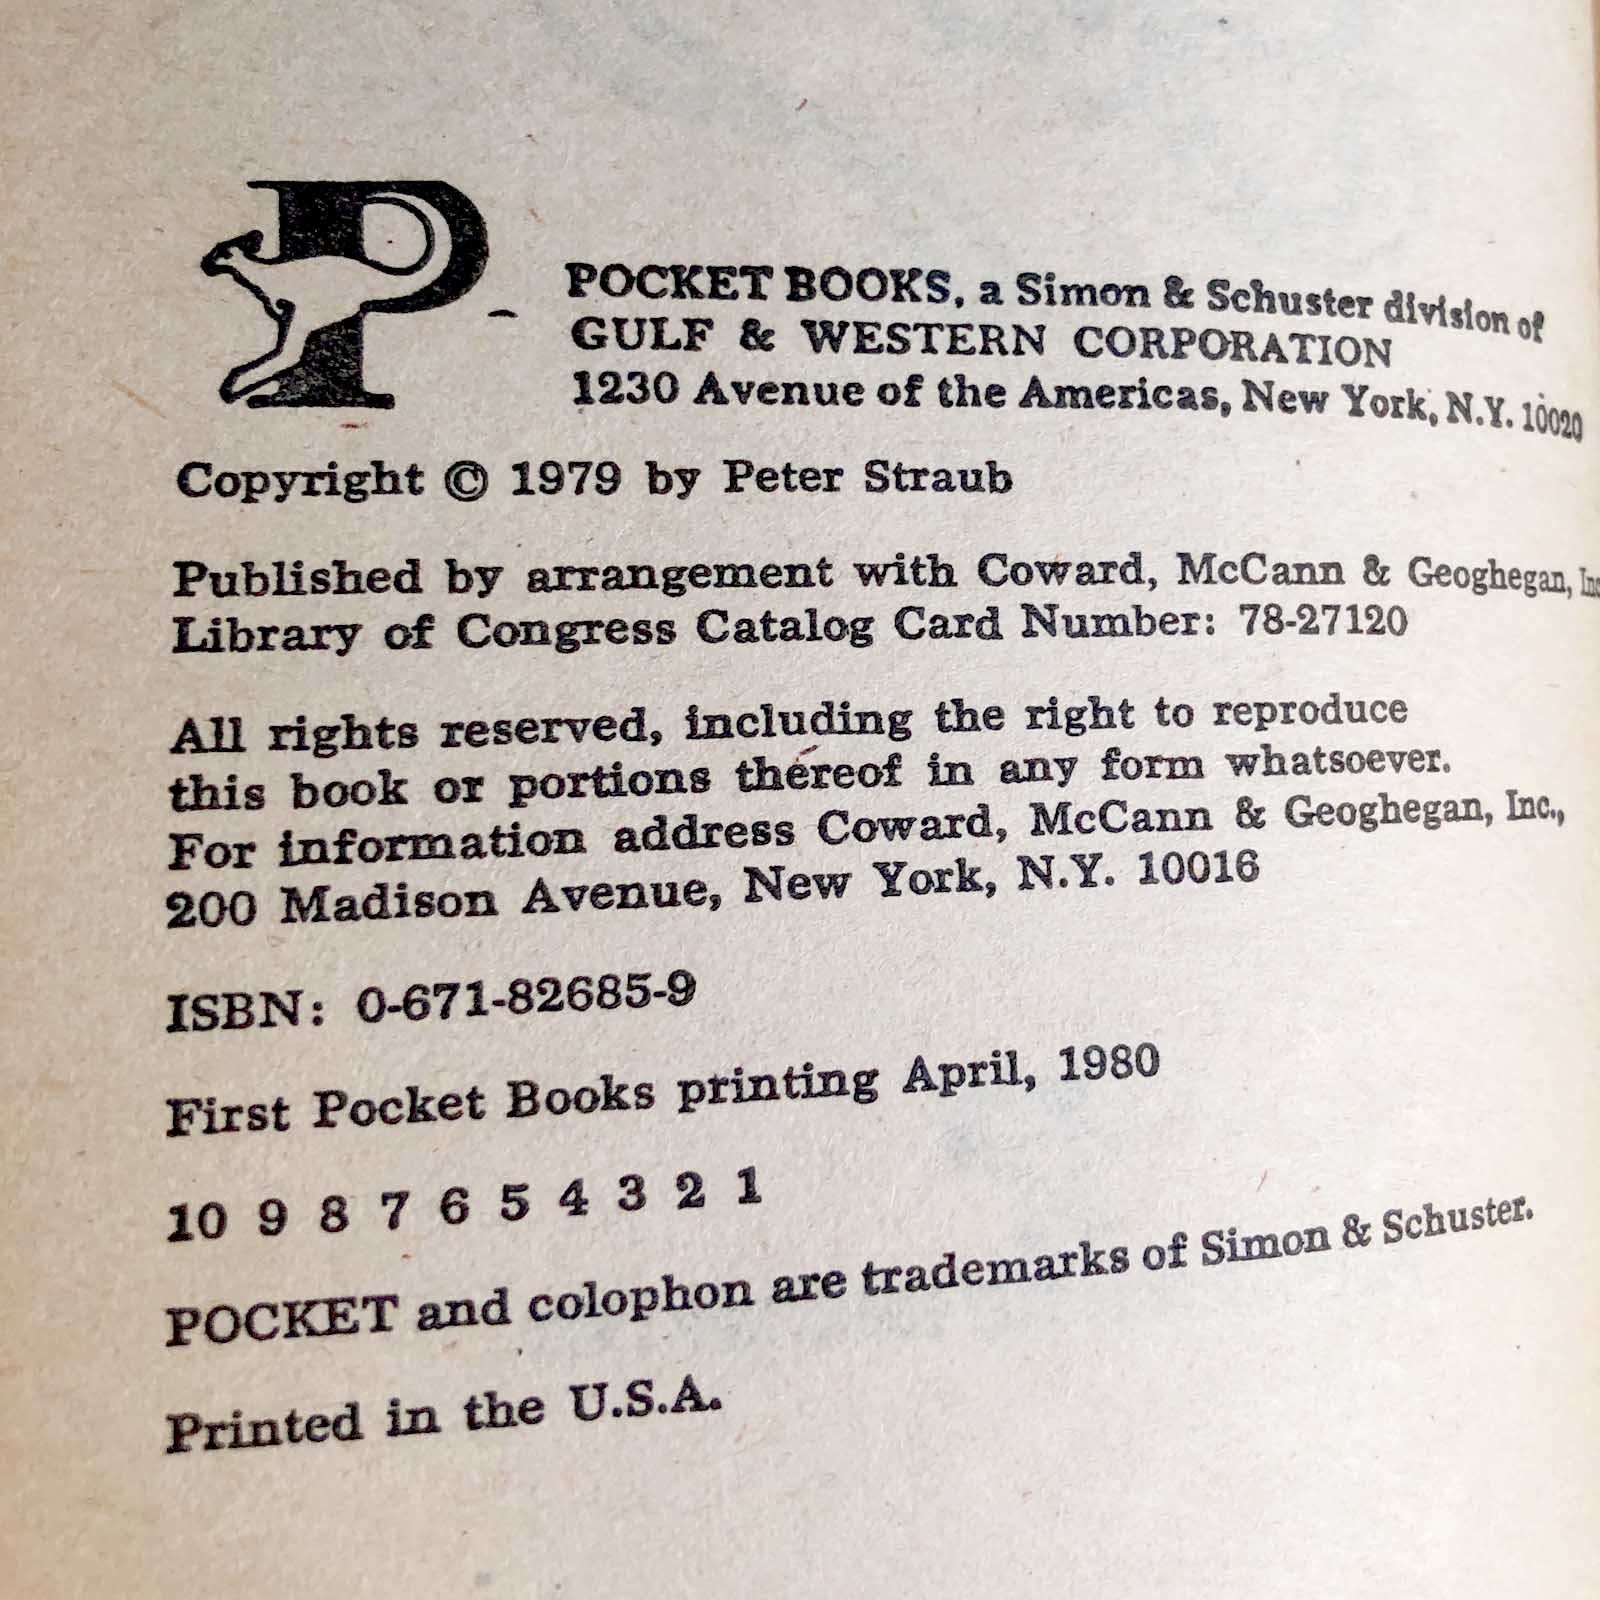 POCKET BOOKS, a Simon & Schuster division of
GULF & WESTERN CORPORATION
1230 Avenue of the Americas, New York, N.Y. 10020
Copyright © 1979 by Peter Straub
Published by arrangement with Coward, McCann & Geoghegan, Inc
Library of Congress Catalog Card Number: 78-27120
All rights reserved, including the right to reproduce
this book or portions thereof in any form whatsoever.
For information address Coward, McCann & Geoghegan, Inc.,
200 Madison Avenue, New York, N.Y. 10016
ISBN: 0-671-82685-9
First Pocket Books printing April, 1980
10 9 8 7 6 5 4 3 2 1
POCKET and colophon are trademarks of Simon & Schuster.
Printed in the U.S.A.